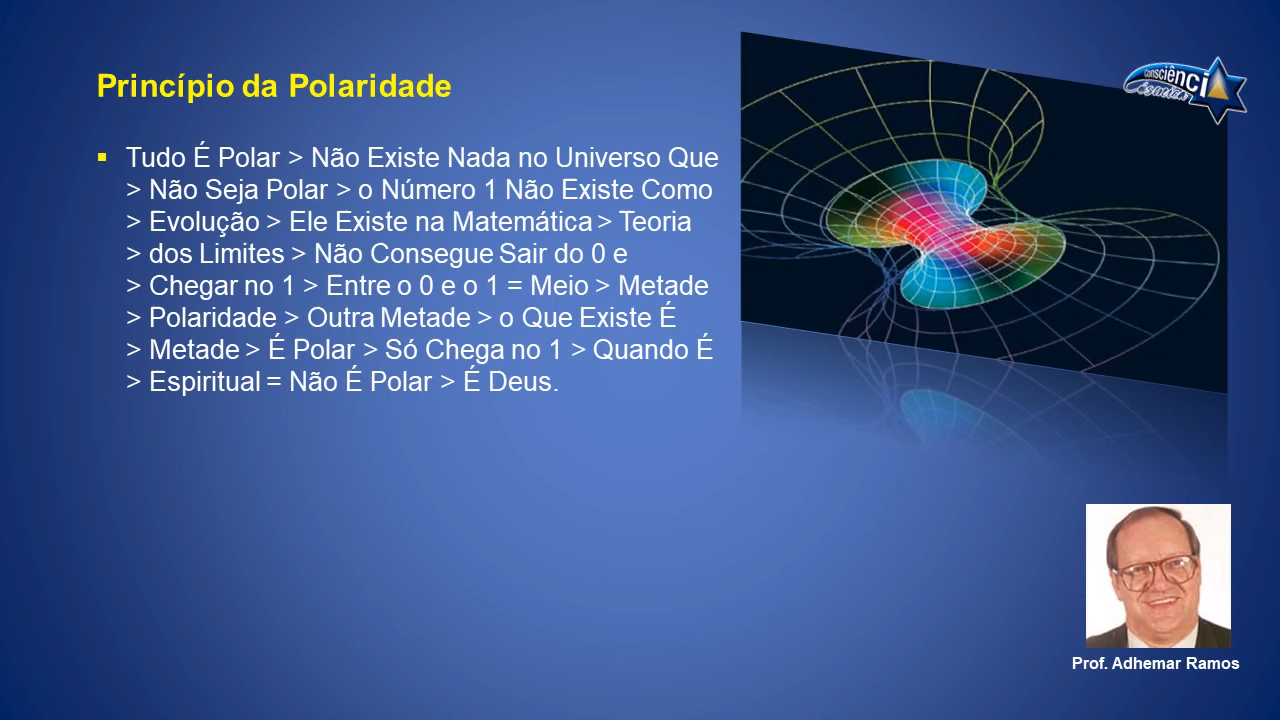 Princípio da Polaridade
consciência
Cósmica
▪ Tudo É Polar > Não Existe Nada no Universo Que
> Não Seja Polar > o Número 1 Não Existe Como
> Evolução > Ele Existe na Matemática > Teoria
> dos Limites > Não Consegue Sair do 0 e
> Chegar no 1 > Entre o 0 e o 1 = Meio > Metade
> Polaridade > Outra Metade > o Que Existe É
> Metade > É Polar > Só Chega no 1 > Quando É
> Espiritual = Não É Polar > É Deus.
Prof. Adhemar Ramos